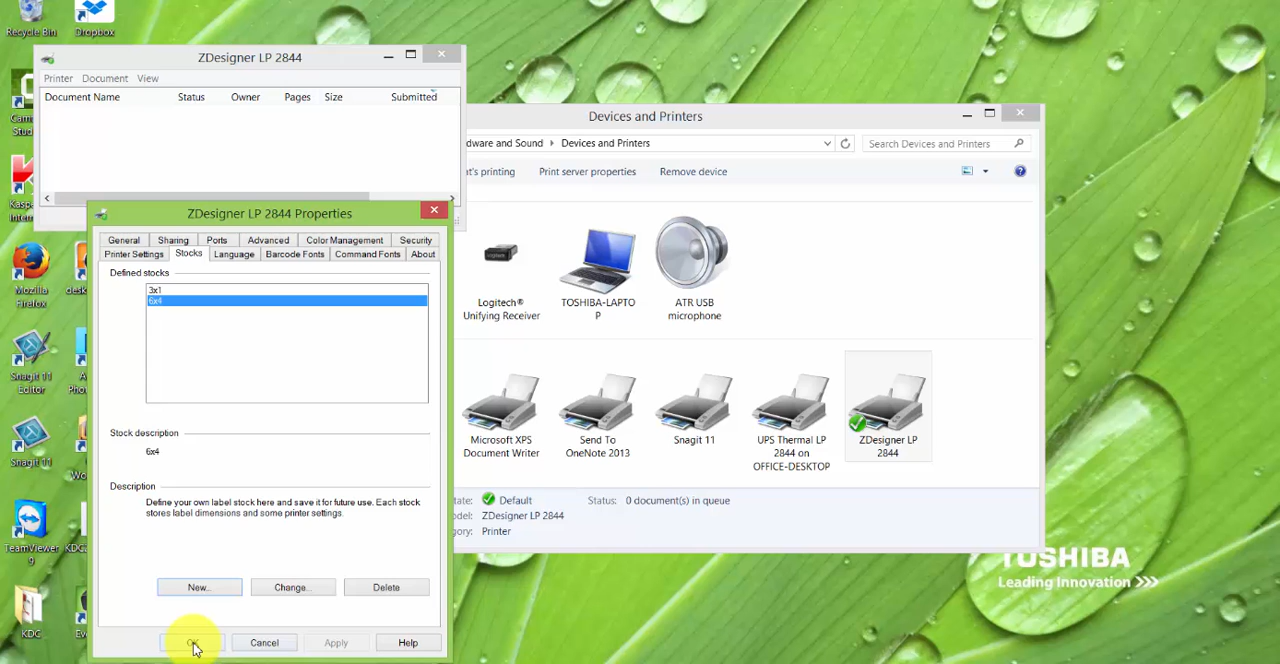 Recycle Bin
Dropbox
ZDesigner LP 2844
Printer Document View
Document Name Status Owner Pages Size Submitted
Devices and Printers
Hardware and Sound Devices and Printers
Search Devices and Printers
Print server properties
Remove device
ZDesigner LP 2844 Properties
General Sharing Ports Advanced Color Management Security
Printer Settings Stocks Language Barcode Fonts Command Fonts About
Defined stocks
3x1
6x4
Stock description
6x4
Description
Define your own label stock here and save it for future use. Each stock
stores label dimensions and some printer settings.
New... Change... Delete
OK Cancel Apply Help
Logitech®
Unifying Receiver
TOSHIBA-LAPTO
P
ATR USB
microphone
Microsoft XPS
Document Writer
Send To
OneNote 2013
Snagit 11
UPS Thermal LP
2844 on
OFFICE-DESKTOP
ZDesigner LP
2844
Default
Status: 0 document(s) in queue
ZDesigner LP 2844
Printer
Mozilla
Firefox
Snagit 11
Editor
Snagit 11
TeamViewer
9
KDC
TOSHIBA
Leading Innovation >>>